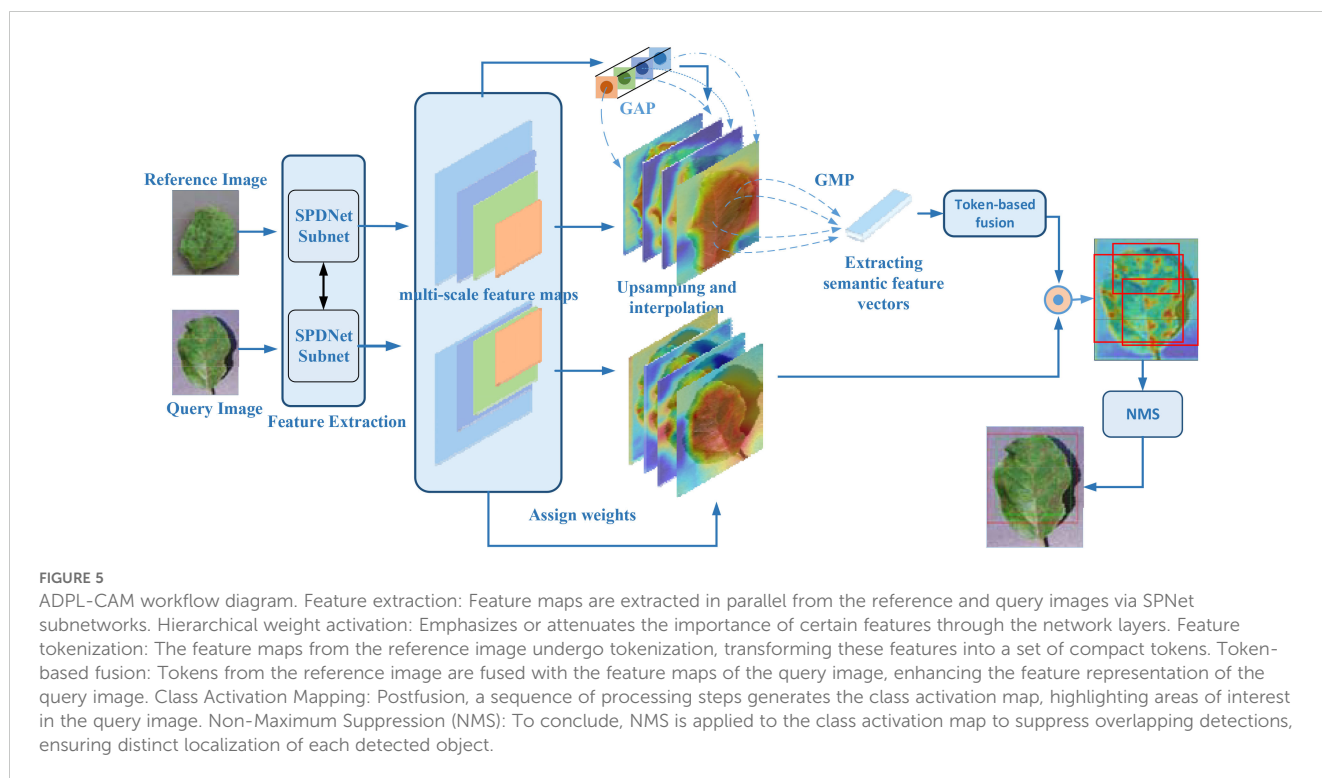 GAP
Reference Image
SPDNet
Subnet
GMP
Token-based
fusion
multi-scale feature maps
Upsampling and
interpolation
Extracting
semantic feature
vectors
SPDNet
Subnet
Query Image
Feature Extraction
NMS
Assign weights
FIGURE 5
ADPL-CAM workflow diagram. Feature extraction: Feature maps are extracted in parallel from the reference and query images via SPNet
subnetworks. Hierarchical weight activation: Emphasizes or attenuates the importance of certain features through the network layers. Feature
tokenization: The feature maps from the reference image undergo tokenization, transforming these features into a set of compact tokens. Token-
based fusion: Tokens from the reference image are fused with the feature maps of the query image, enhancing the feature representation of the
query image. Class Activation Mapping: Postfusion, a sequence of processing steps generates the class activation map, highlighting areas of interest
in the query image. Non-Maximum Suppression (NMS): To conclude, NMS is applied to the class activation map to suppress overlapping detections,
ensuring distinct localization of each detected object.